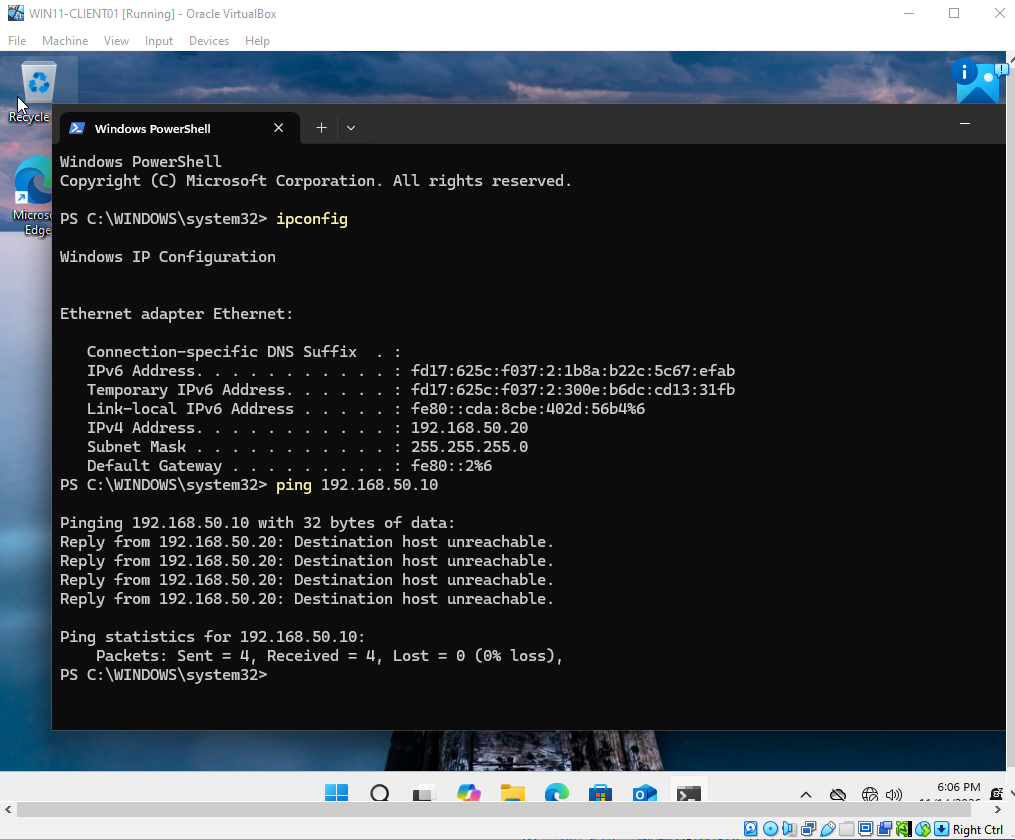 WIN11-CLIENT01 [Running] - Oracle VirtualBox
File Machine View Input Devices Help
Recycle
Windows PowerShell
Microso
Edge
Windows PowerShell
Copyright (C) Microsoft Corporation. All rights reserved.
PS C:\WINDOWS\system32> ipconfig
Windows IP Configuration
Ethernet adapter Ethernet:
Connection-specific DNS Suffix . :
IPv6 Address. . . . . . . . . . . : fd17:625c:f037:2:1b8a:b22c:5c67:efab
Temporary IPv6 Address. . . . . . : fd17:625c:f037:2:300e:b6dc:cd13:31fb
Link-local IPv6 Address . . . . . : fe80::cda:8cbe:402d:56b4%6
IPv4 Address. . . . . . . . . . . : 192.168.50.20
Subnet Mask . . . . . . . . . . . : 255.255.255.0
Default Gateway . . . . . . . . . : fe80::2%6
PS C:\WINDOWS\system32> ping 192.168.50.10
Pinging 192.168.50.10 with 32 bytes of data:
Reply from 192.168.50.20: Destination host unreachable.
Reply from 192.168.50.20: Destination host unreachable.
Reply from 192.168.50.20: Destination host unreachable.
Reply from 192.168.50.20: Destination host unreachable.
Ping statistics for 192.168.50.10:
Packets: Sent = 4, Received = 4, Lost = 0 (0% loss),
PS C:\WINDOWS\system32>
6:06 PM
Right Ctrl